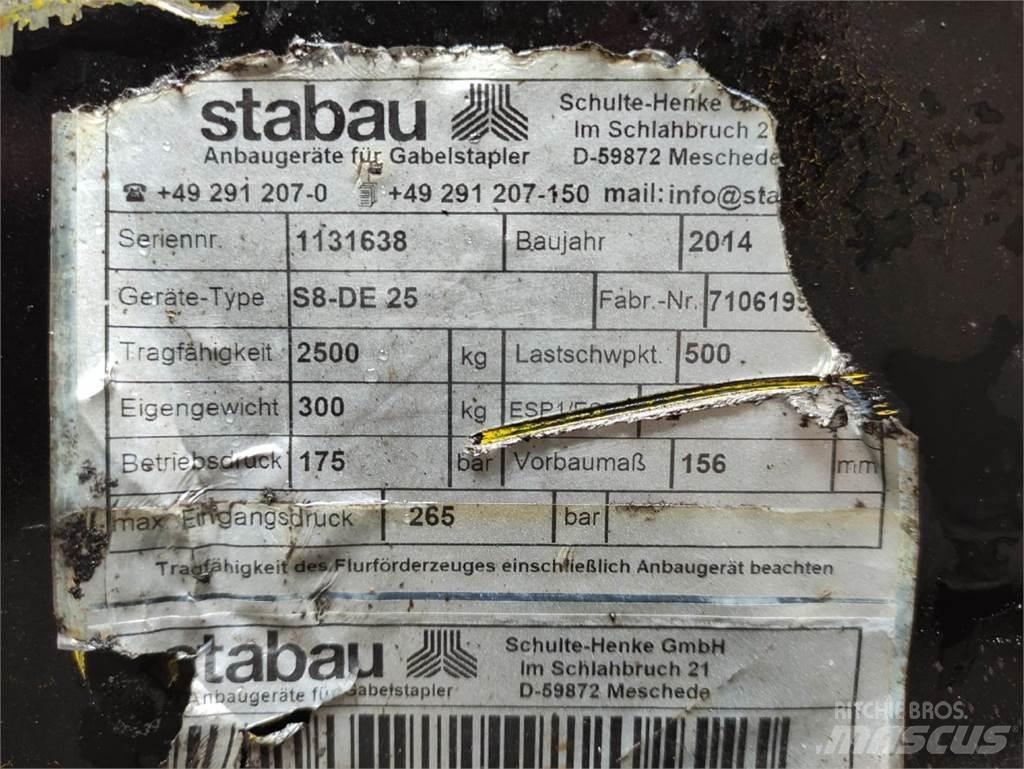 stabau
Schulte-Henke
Im Schlahbruch 2
Anbaugeräte für Gabelstapler
D-59872 Meschede
+49 291 207-0 +49 291 207-150 mail: info@sta
Seriennr. 1131638 Baujahr 2014
Geräte-Type S8-DE 25 Fabr.-Nr. 710619
Tragfähigkeit 2500 kg Lastschwpkt. 500
Eigengewicht 300 kg
Betriebsdruck 175 bar Vorbaumaß 156 mm
max Eingangsdruck 265 bar
Tragfähigkeit des Flurförderzeuges einschließlich Anbaugerät beachten
stabau
Schulte-Henke GmbH
Im Schlahbruch 21
Anbaugeräte für Gabelstapler
D-59872 Meschede
RITCHIE BROS.
MASCUS